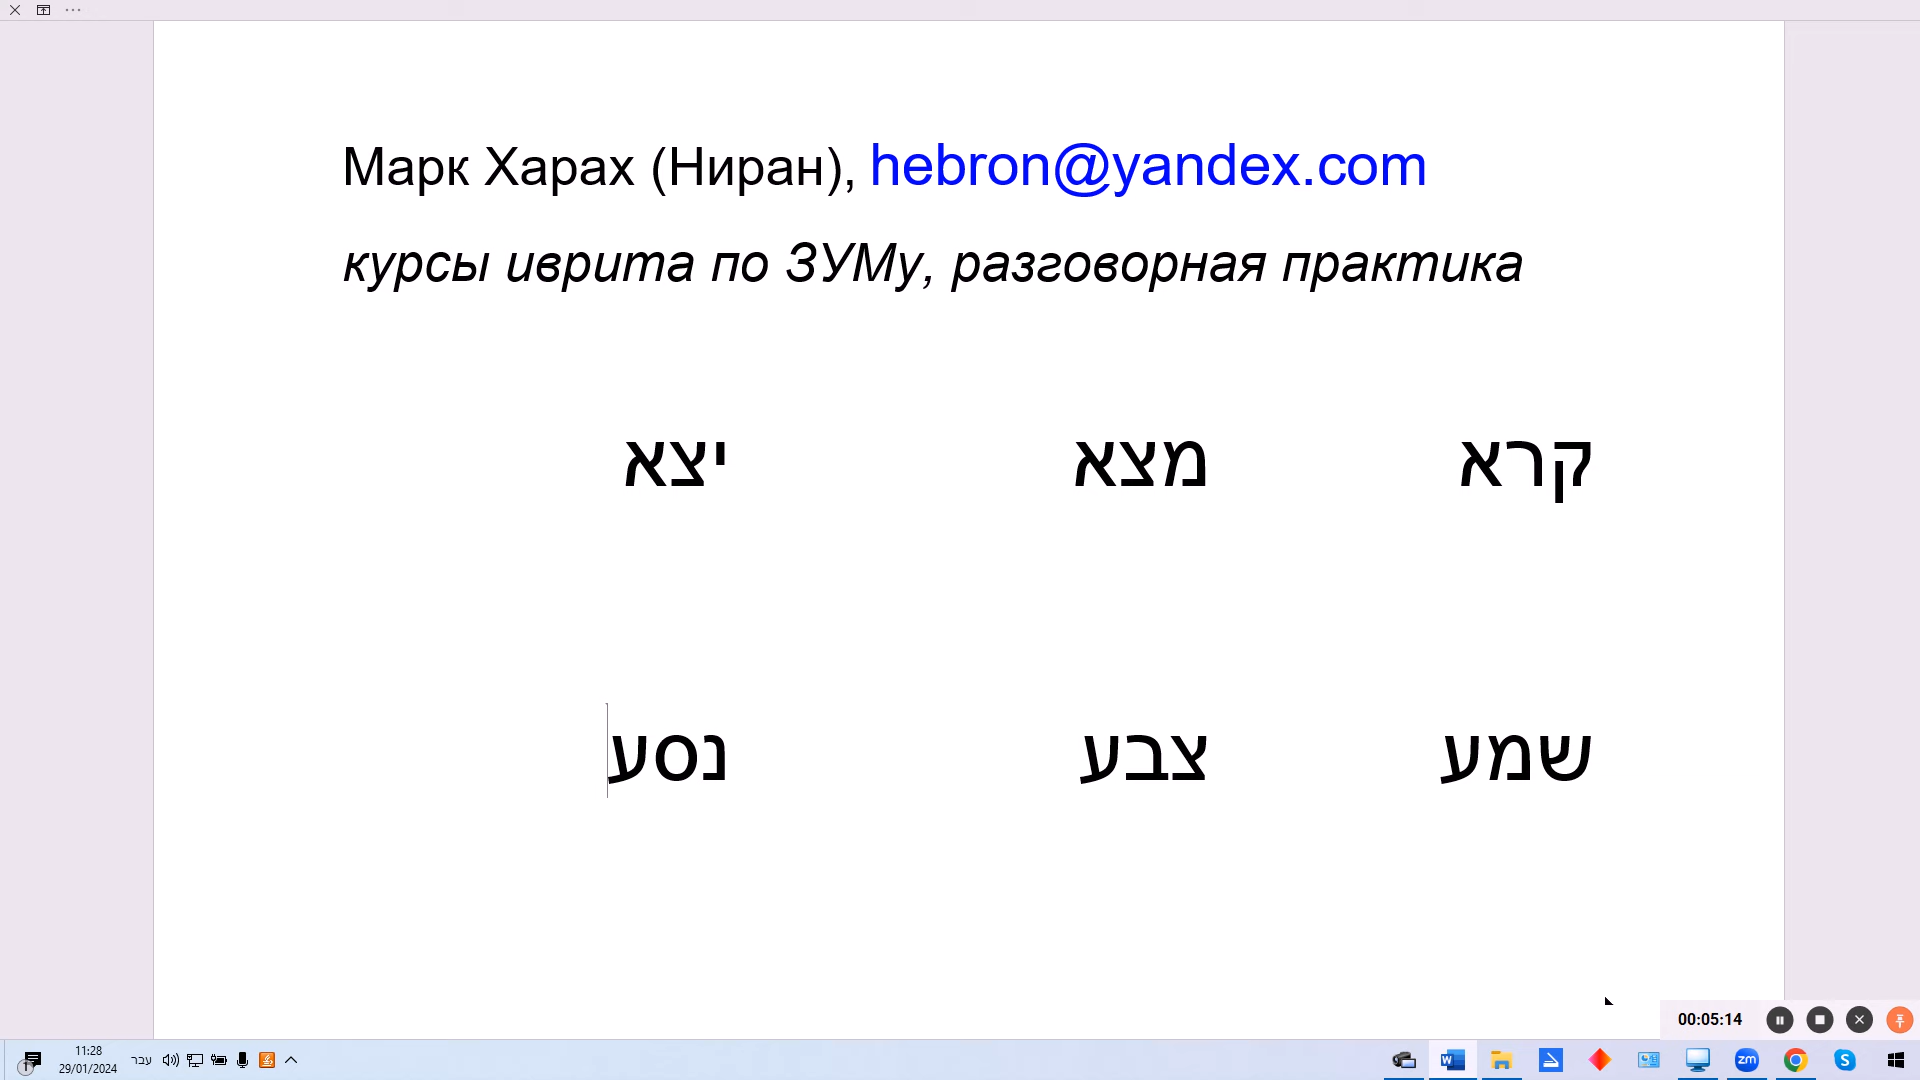 Марк Харах (Ниран), hebron@yandex.com
курсы иврита по ЗУМу, разговорная практика
קרא מצא יצא
שמע צבע נסע
00:05:14
11:28
עבר
29/01/2024